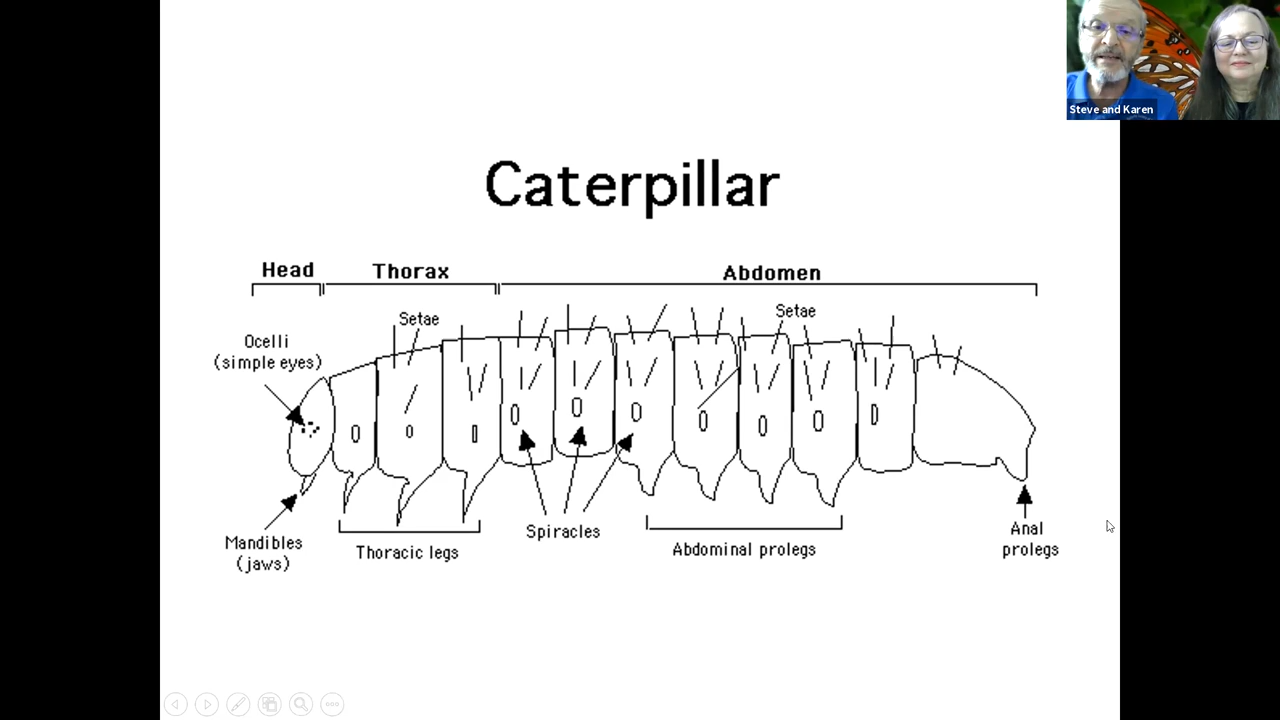 Steve and Karen
Caterpillar
Head
Thorax
Abdomen
Setae
Setae
Ocelli
(simple eyes)
Mandibles
(jaws)
Thoracic legs
Spiracles
Abdominal prolegs
Anal
prolegs